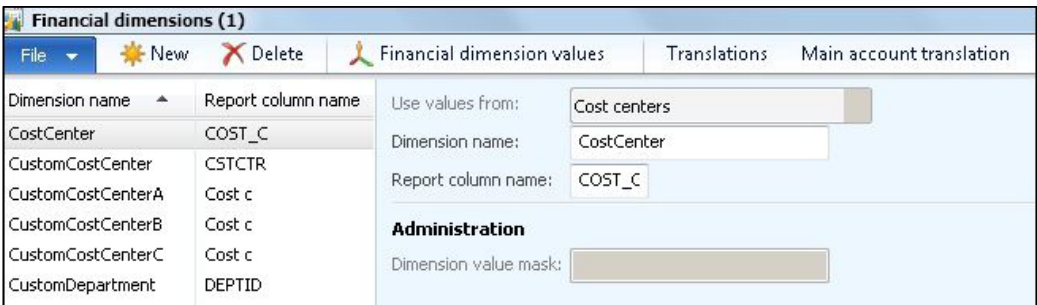 Financial dimensions (1)
File New Delete Financial dimension values Translations Main account translation
Dimension name Report column name
CostCenter COST_C
CustomCostCenter CSTCTR
CustomCostCenterA Cost c
CustomCostCenterB Cost c
CustomCostCenterC Cost c
CustomDepartment DEPTID
Use values from: Cost centers
Dimension name: CostCenter
Report column name: COST_C
Administration
Dimension value mask: